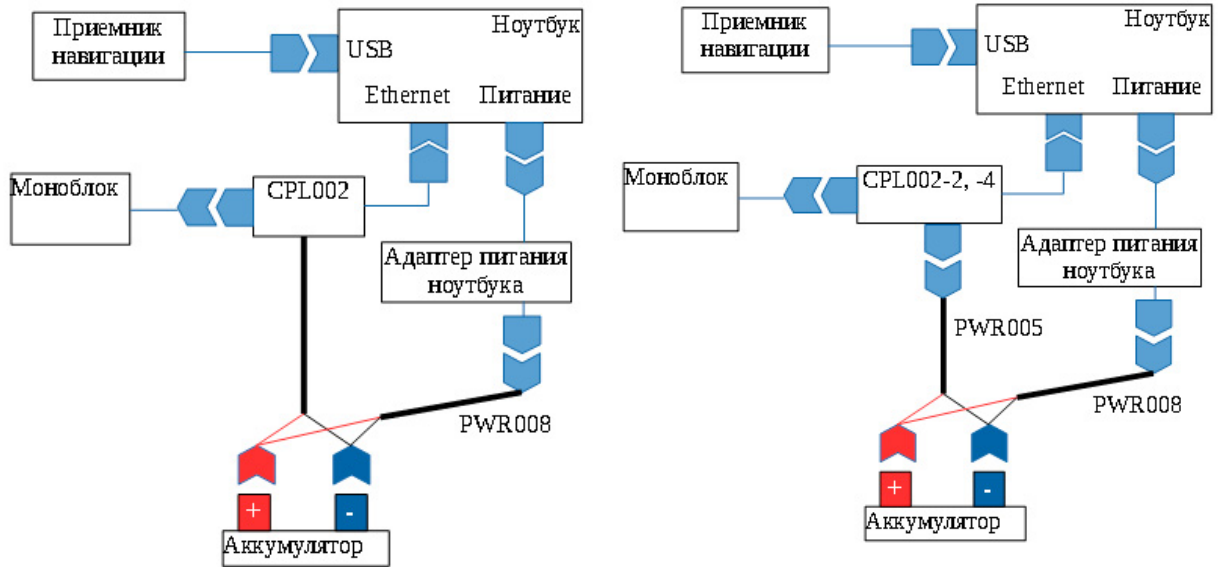 Приемник
навигации
USB
Ноутбук
Ethernet
Питание
Моноблок
CPL002
Адаптер питания
ноутбука
PWR008
+
-
Аккумулятор
Приемник
навигации
USB
Ноутбук
Ethernet
Питание
Моноблок
CPL002-2, -4
Адаптер питания
ноутбука
PWR005
PWR008
+
-
Аккумулятор